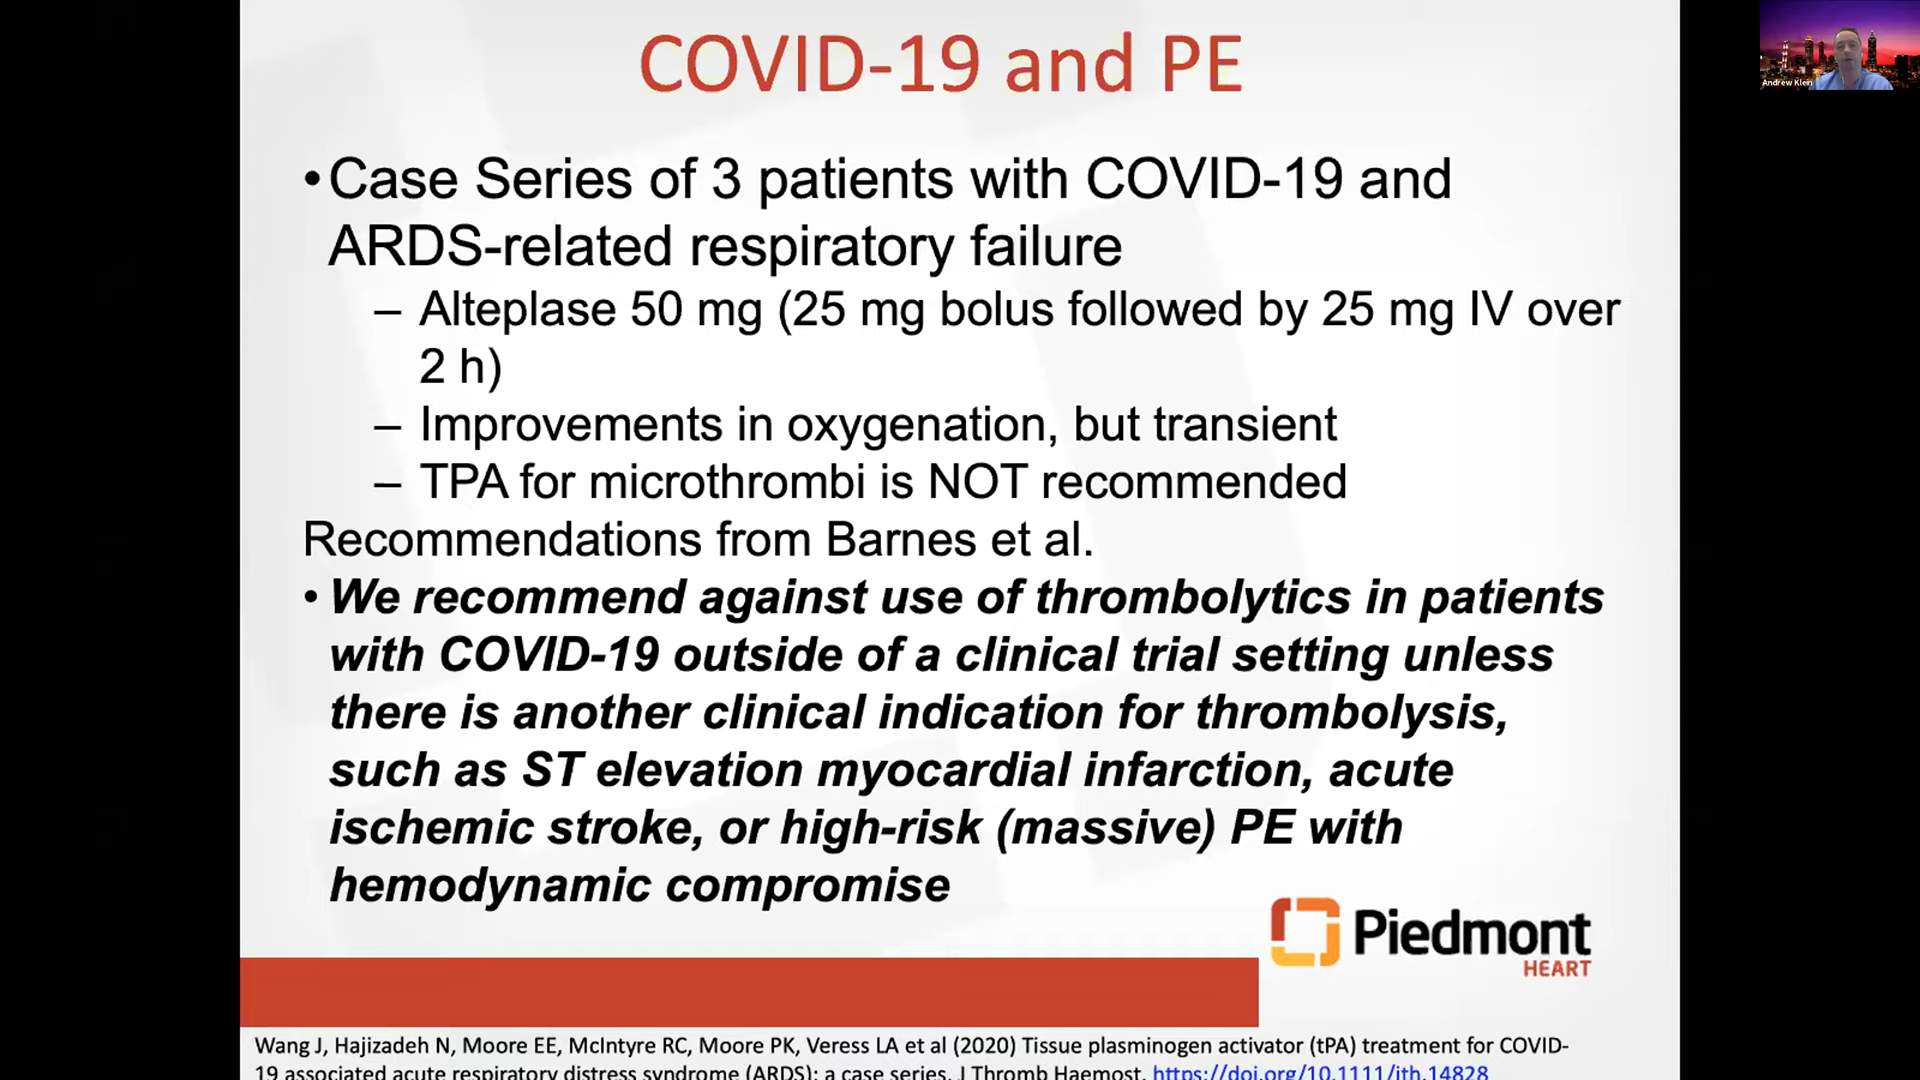 COVID-19 and PE
Andrew Klein
•Case Series of 3 patients with COVID-19 and
ARDS-related respiratory failure
– Alteplase 50 mg (25 mg bolus followed by 25 mg IV over
2 h)
– Improvements in oxygenation, but transient
– TPA for microthrombi is NOT recommended
Recommendations from Barnes et al.
• We recommend against use of thrombolytics in patients
with COVID-19 outside of a clinical trial setting unless
there is another clinical indication for thrombolysis,
such as ST elevation myocardial infarction, acute
ischemic stroke, or high-risk (massive) PE with
hemodynamic compromise
Piedmont
HEART
Wang J, Hajizadeh N, Moore EE, McIntyre RC, Moore PK, Veress LA et al (2020) Tissue plasminogen activator (tPA) treatment for COVID-
19 associated acute respiratory distress syndrome (ARDS): a case series. J Thromb Haemost. https://doi.org/10.1111/jth.14828